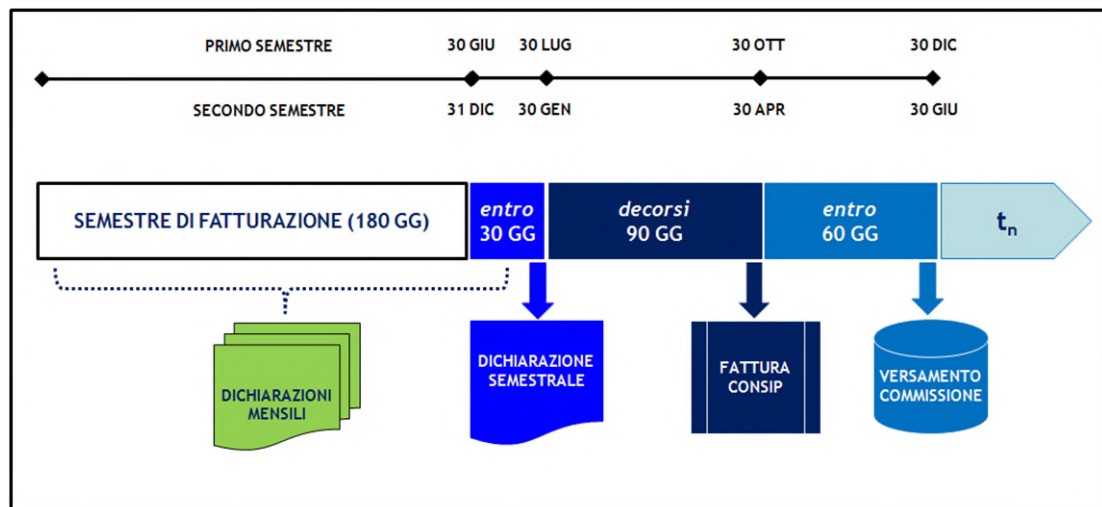 PRIMO SEMESTRE 30 GIU 30 LUG 30 OTT 30 DIC
SECONDO SEMESTRE 31 DIC 30 GEN 30 APR 30 GIU
SEMESTRE DI FATTURAZIONE (180 GG)
entro
30 GG
decorsi
90 GG
entro
60 GG
tn
DICHIARAZIONI
MENSILI
DICHIARAZIONE
SEMESTRALE
FATTURA
CONSIP
VERSAMENTO
COMMISSIONE